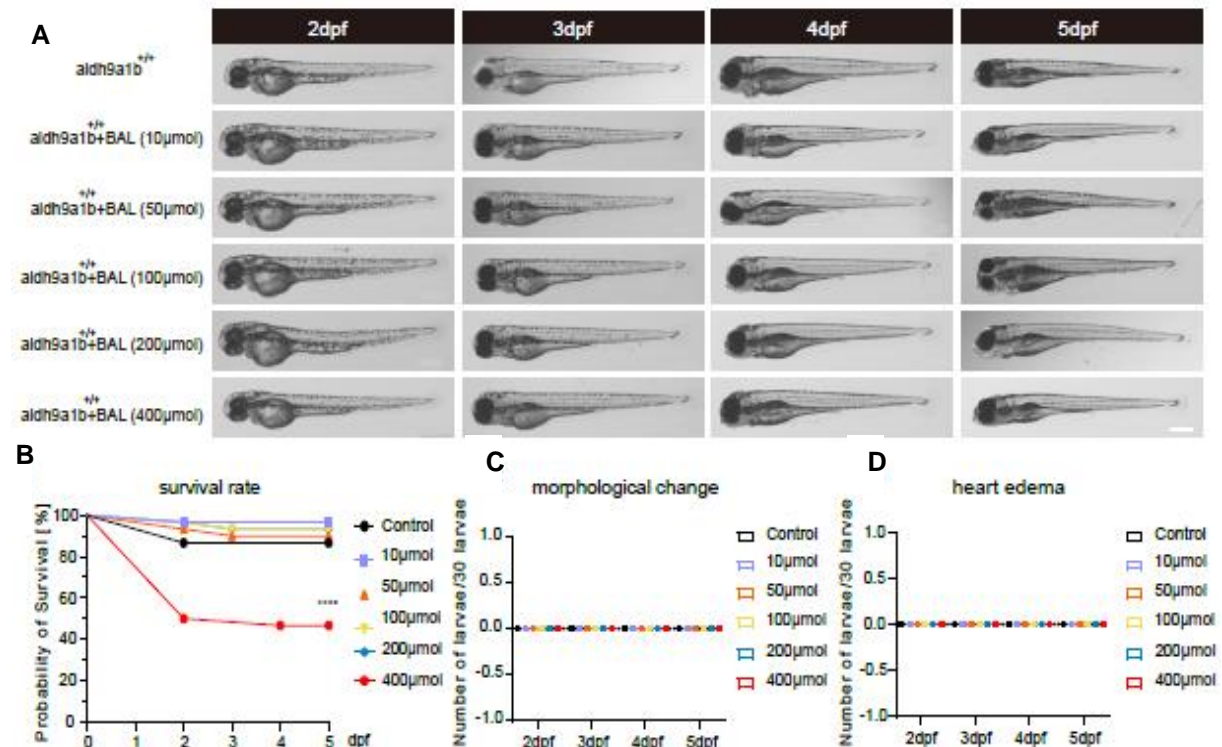 A
2dpf 3dpf 4dpf 5dpf
aldh9a1b+/+
aldh9a1b+/++BAL (10µmol)
aldh9a1b+/++BAL (50µmol)
aldh9a1b+/++BAL (100µmol)
aldh9a1b+/++BAL (200µmol)
aldh9a1b+/++BAL (400µmol)
B
survival rate
Probability of Survival [%]
100
80
60
40
20
0
0 1 2 3 4 5 dpf
****
Control
10µmol
50µmol
100µmol
200µmol
400µmol
C
morphological change
Number of larvae/30 larvae
1.0
0.5
0.0
-0.5
-1.0
2dpf 3dpf 4dpf 5dpf
Control
10µmol
50µmol
100µmol
200µmol
400µmol
D
heart edema
Number of larvae/30 larvae
1.0
0.5
0.0
-0.5
-1.0
2dpf 3dpf 4dpf 5dpf
Control
10µmol
50µmol
100µmol
200µmol
400µmol